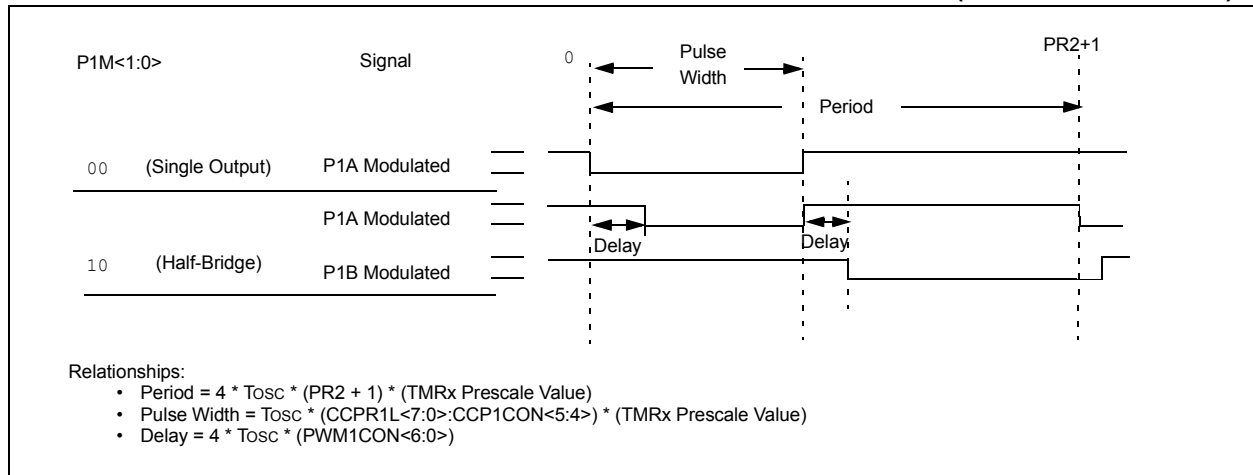 P1M<1:0>
Signal
0
Pulse
Width
PR2+1
Period
00 (Single Output) P1A Modulated
P1A Modulated
Delay Delay
10 (Half-Bridge) P1B Modulated
Relationships:
• Period = 4 * TOSC * (PR2 + 1) * (TMRx Prescale Value)
• Pulse Width = TOSC * (CCPR1L<7:0>:CCP1CON<5:4>) * (TMRx Prescale Value)
• Delay = 4 * TOSC * (PWM1CON<6:0>)